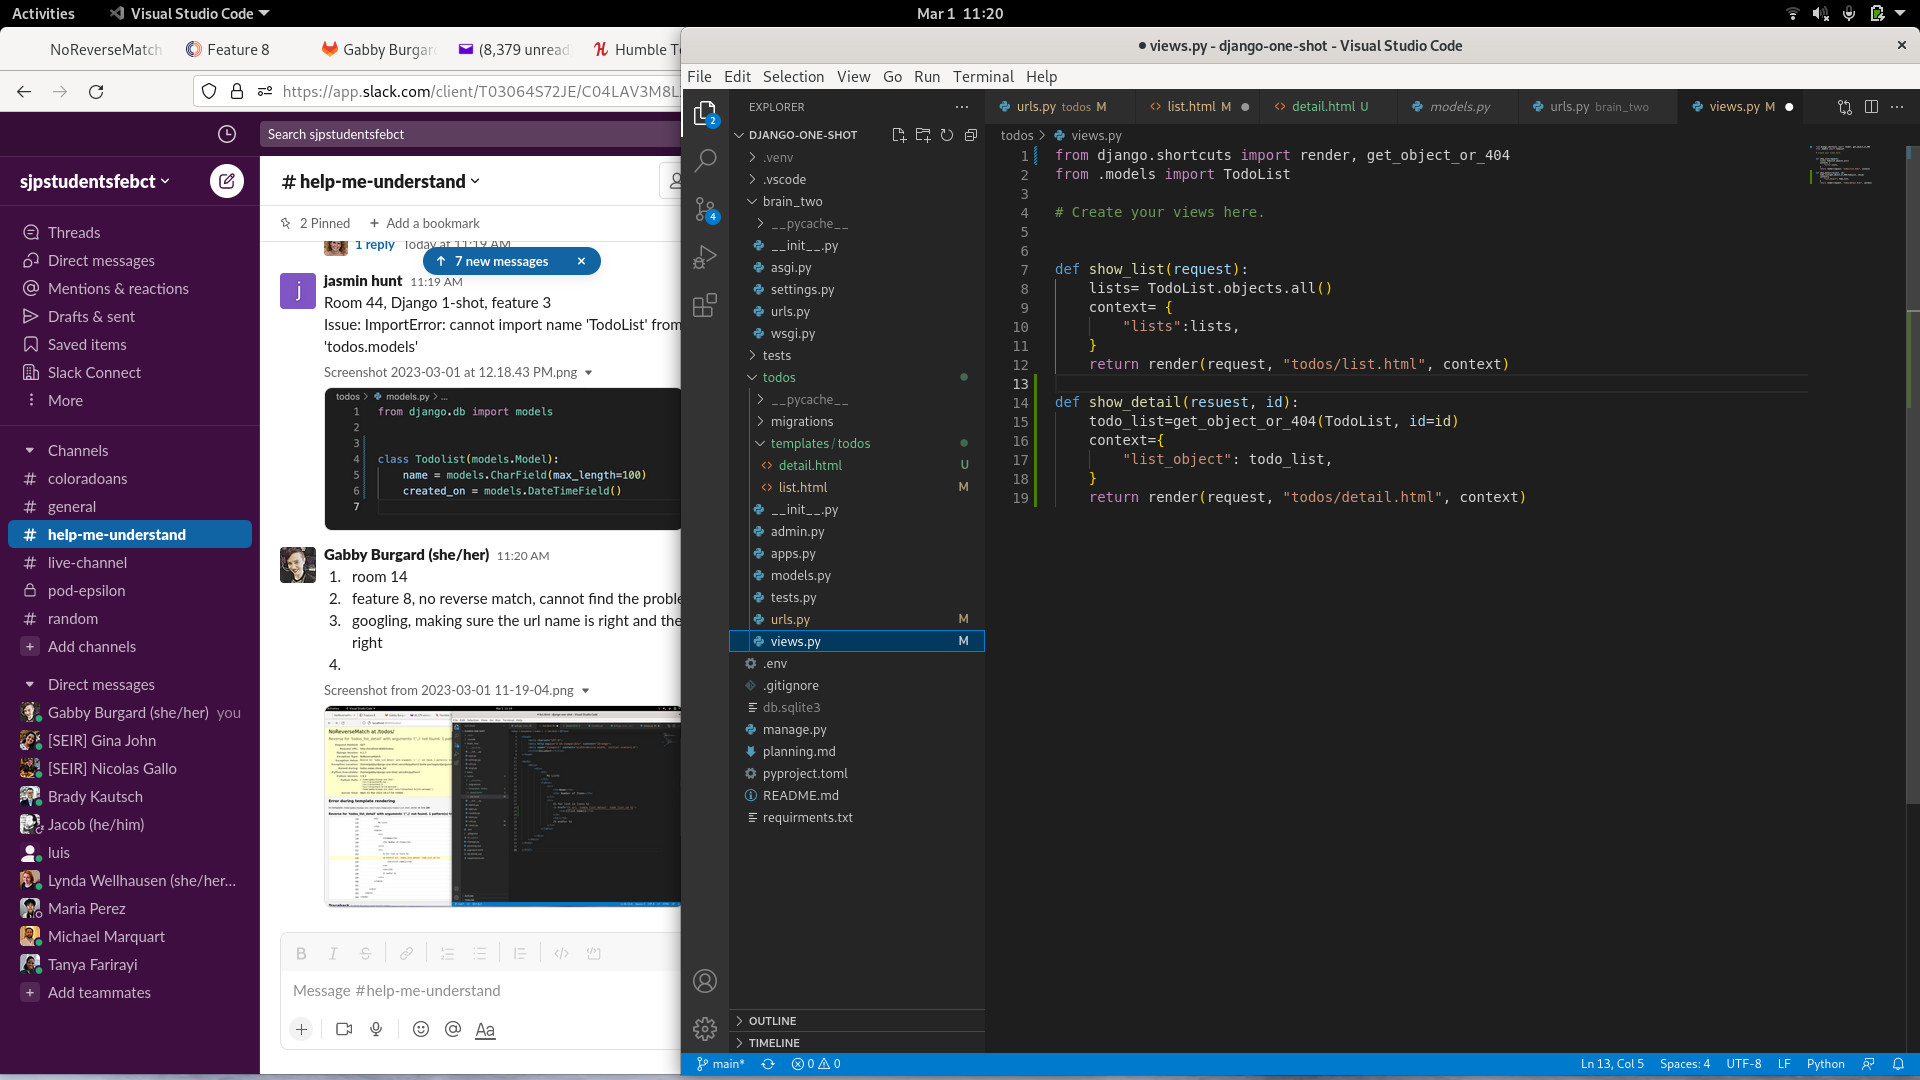 Activities
Visual Studio Code
Mar 1 11:20
NoReverseMatch
Feature 8
Gabby Burgard
(8,379 unread
Humble T
https://app.slack.com/client/T03064S72JE/C04LAV3M8L
Search sjpstudentsfebct
sjpstudentsfebct
Threads
Direct messages
Mentions & reactions
Drafts & sent
Saved items
Slack Connect
More
Channels
# coloradoans
# general
# help-me-understand
# live-channel
pod-epsilon
# random
+ Add channels
Direct messages
Gabby Burgard (she/her) you
[SEIR] Gina John
[SEIR] Nicolas Gallo
Brady Kautsch
Jacob (he/him)
luis
Lynda Wellhausen (she/her...
Maria Perez
Michael Marquart
Tanya Farirayi
+ Add teammates
# help-me-understand
2 Pinned
+ Add a bookmark
1 reply Today at 11:19 AM
7 new messages
jasmin hunt 11:19 AM
j
Room 44, Django 1-shot, feature 3
Issue: ImportError: cannot import name 'TodoList' from
'todos.models'
Screenshot 2023-03-01 at 12.18.43 PM.png
todos > models.py > ...
1 from django.db import models
2
3
4 class Todolist(models.Model):
5 name = models.CharField(max_length=100)
6 created_on = models.DateTimeField()
7
Gabby Burgard (she/her) 11:20 AM
1. room 14
2. feature 8, no reverse match, cannot find the proble
3. googling, making sure the url name is right and the
right
4.
Screenshot from 2023-03-01 11-19-04.png
NoReverseMatch at /todos/
Error during template rendering
B I S
Message #help-me-understand
Aa
● views.py - django-one-shot - Visual Studio Code
File Edit Selection View Go Run Terminal Help
2
4
EXPLORER
DJANGO-ONE-SHOT
.venv
.vscode
brain_two
__pycache__
__init__.py
asgi.py
settings.py
urls.py
wsgi.py
tests
todos
__pycache__
migrations
templates/todos
detail.html U
list.html M
__init__.py
admin.py
apps.py
models.py
tests.py
urls.py M
views.py M
.env
.gitignore
db.sqlite3
manage.py
planning.md
pyproject.toml
README.md
requirments.txt
OUTLINE
TIMELINE
urls.py todos M
list.html M
detail.html U
models.py
urls.py brain_two
views.py M
todos > views.py
1 from django.shortcuts import render, get_object_or_404
2 from .models import TodoList
3
4 # Create your views here.
5
6
7 def show_list(request):
8 lists= TodoList.objects.all()
9 context= {
10 "lists":lists,
11 }
12 return render(request, "todos/list.html", context)
13
14 def show_detail(resuest, id):
15 todo_list=get_object_or_404(TodoList, id=id)
16 context={
17 "list_object": todo_list,
18 }
19 return render(request, "todos/detail.html", context)
main*
0 0
Ln 13, Col 5
Spaces: 4
UTF-8
LF
Python